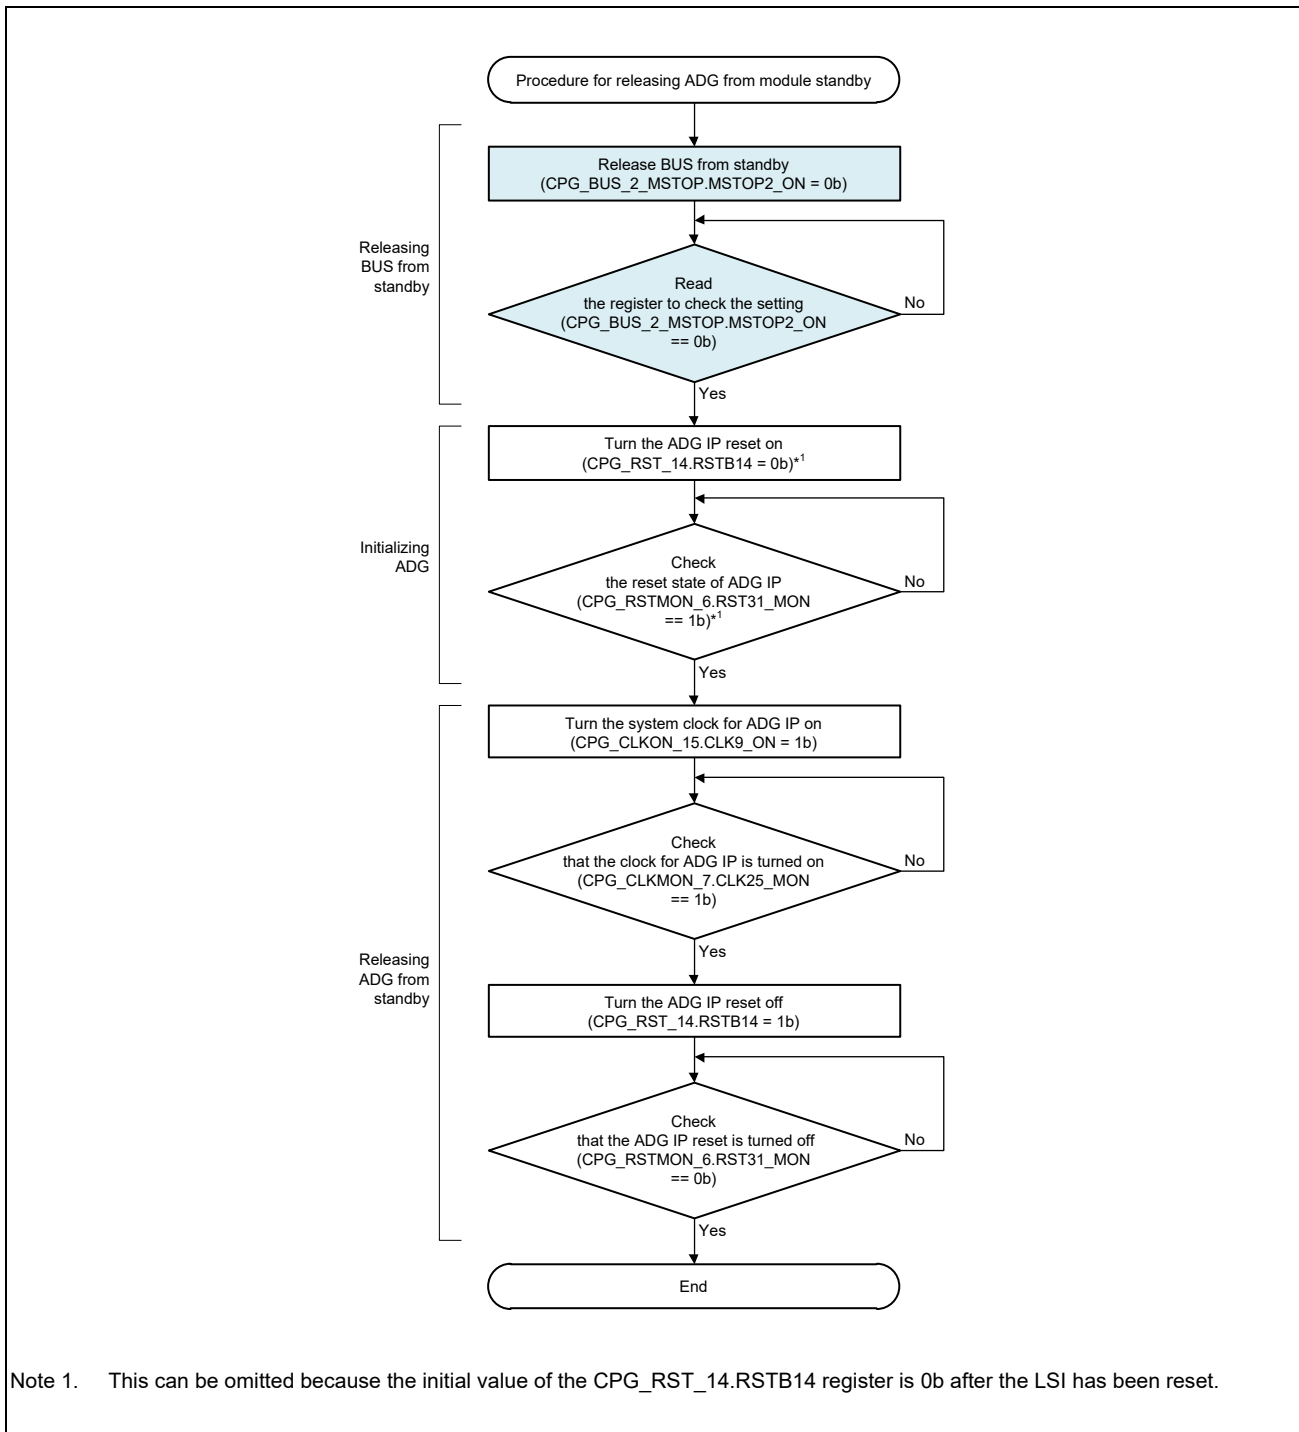 Procedure for releasing ADG from module standby
Release BUS from standby
(CPG_BUS_2_MSTOP.MSTOP2_ON = 0b)
Releasing
BUS from
standby
Read
the register to check the setting
(CPG_BUS_2_MSTOP.MSTOP2_ON
== 0b)
No
Yes
Turn the ADG IP reset on
(CPG_RST_14.RSTB14 = 0b)*1
Initializing
ADG
Check
the reset state of ADG IP
(CPG_RSTMON_6.RST31_MON
== 1b)*1
No
Yes
Turn the system clock for ADG IP on
(CPG_CLKON_15.CLK9_ON = 1b)
Check
that the clock for ADG IP is turned on
(CPG_CLKMON_7.CLK25_MON
== 1b)
No
Yes
Releasing
ADG from
standby
Turn the ADG IP reset off
(CPG_RST_14.RSTB14 = 1b)
Check
that the ADG IP reset is turned off
(CPG_RSTMON_6.RST31_MON
== 0b)
No
Yes
End
Note 1. This can be omitted because the initial value of the CPG_RST_14.RSTB14 register is 0b after the LSI has been reset.